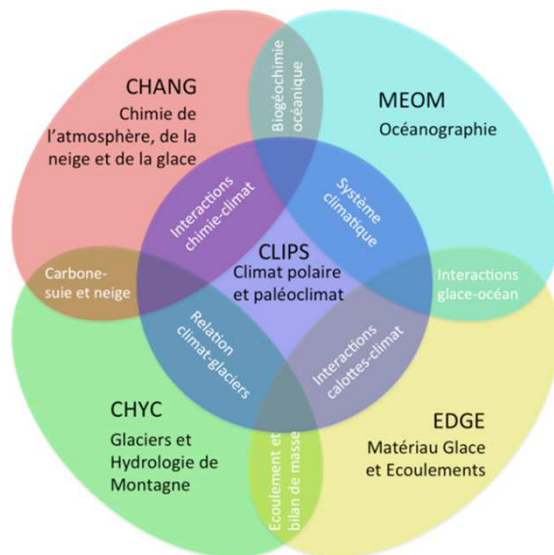 CHANG
Chimie de
l'atmosphère, de la
neige et de la glace
Biogéochimie
océanique
MEOM
Océanographie
Interactions
chimie-climat
Système
climatique
CLIPS
Climat polaire
et paléoclimat
Carbone-
suie et neige
Interactions
glace-océan
Relation
climat-glaciers
Interactions
calottes-climat
CHYC
Glaciers et
Hydrologie de
Montagne
Ecoulement et
bilan de masse
EDGE
Matériau Glace
et Ecoulements